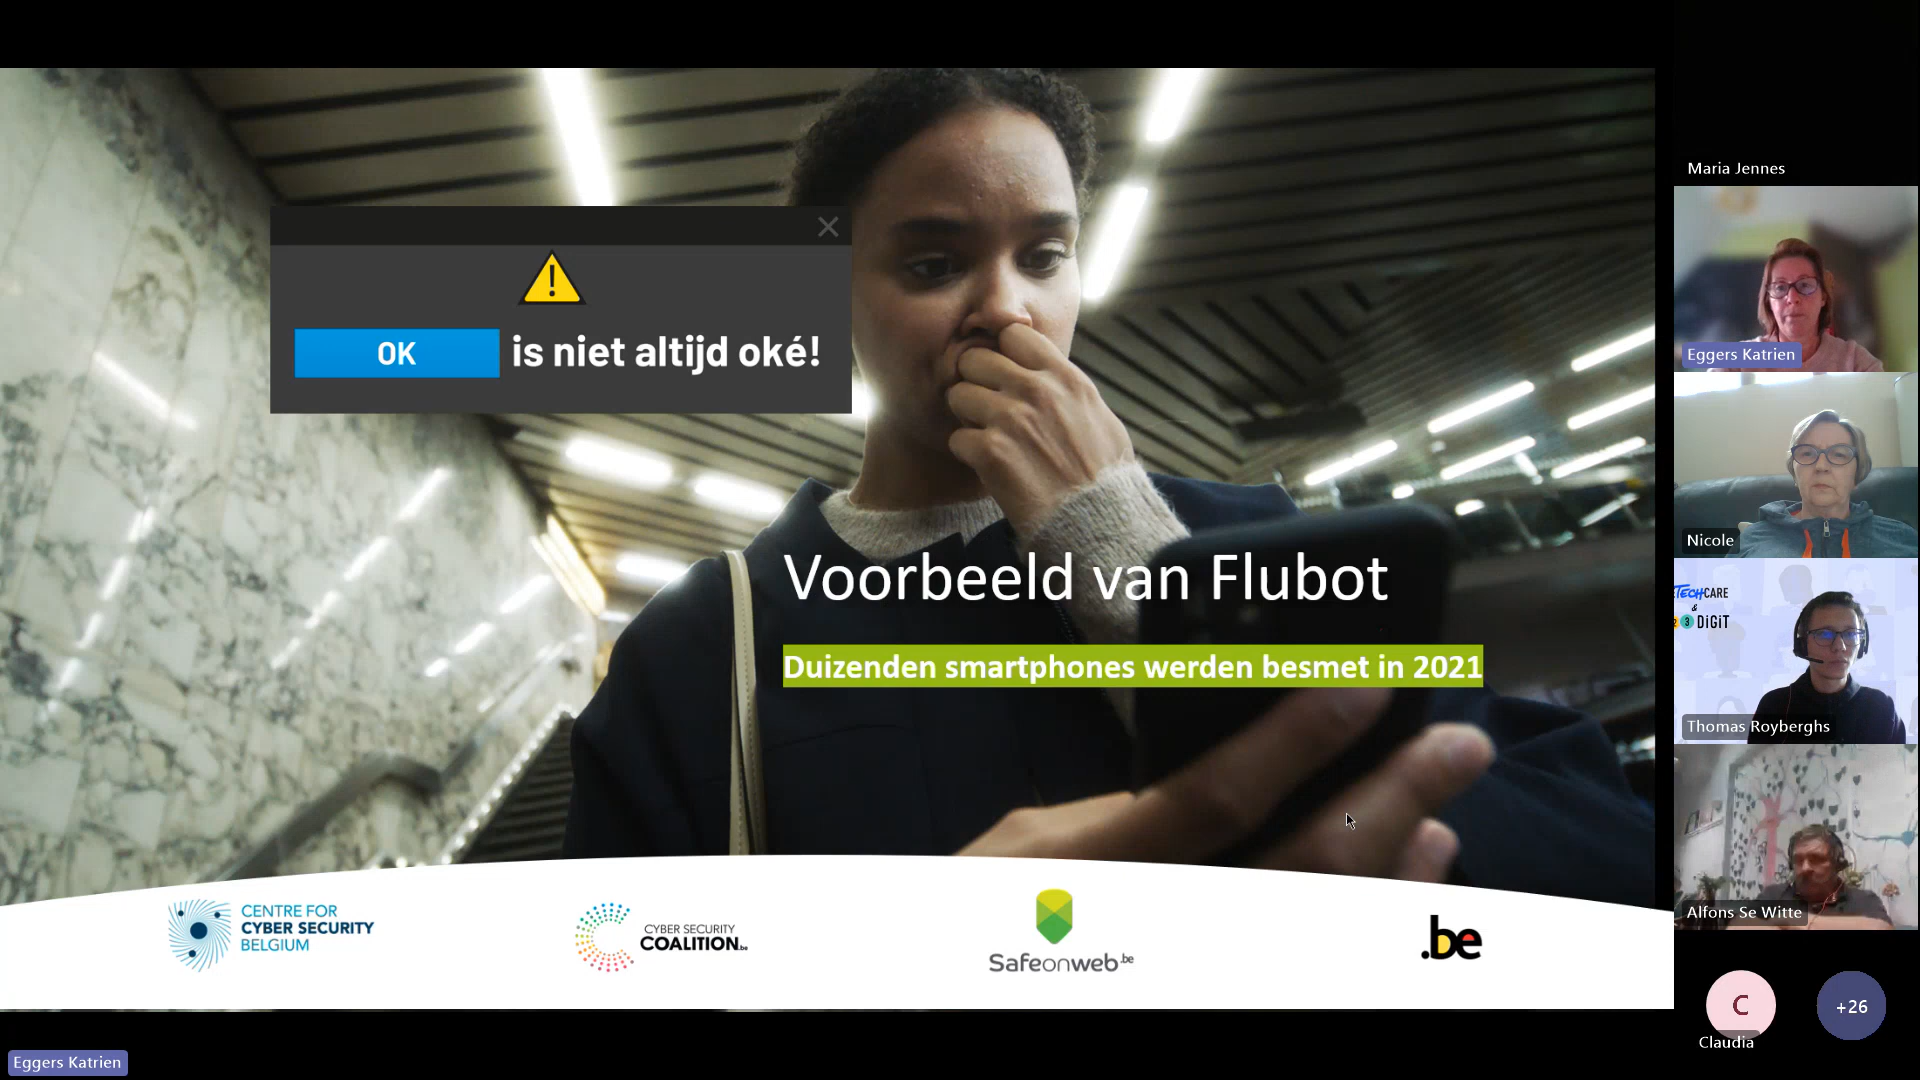 OK is niet altijd oké!
Voorbeeld van Flubot
Duizenden smartphones werden besmet in 2021
CENTRE FOR
CYBER SECURITY
BELGIUM
CYBER SECURITY
COALITION.be
Safeonweb.be
.be
Eggers Katrien
Maria Jennes
Eggers Katrien
Nicole
TECHCARE
&
23 DiGiT
Thomas Royberghs
Alfons Se Witte
C
Claudia
+26